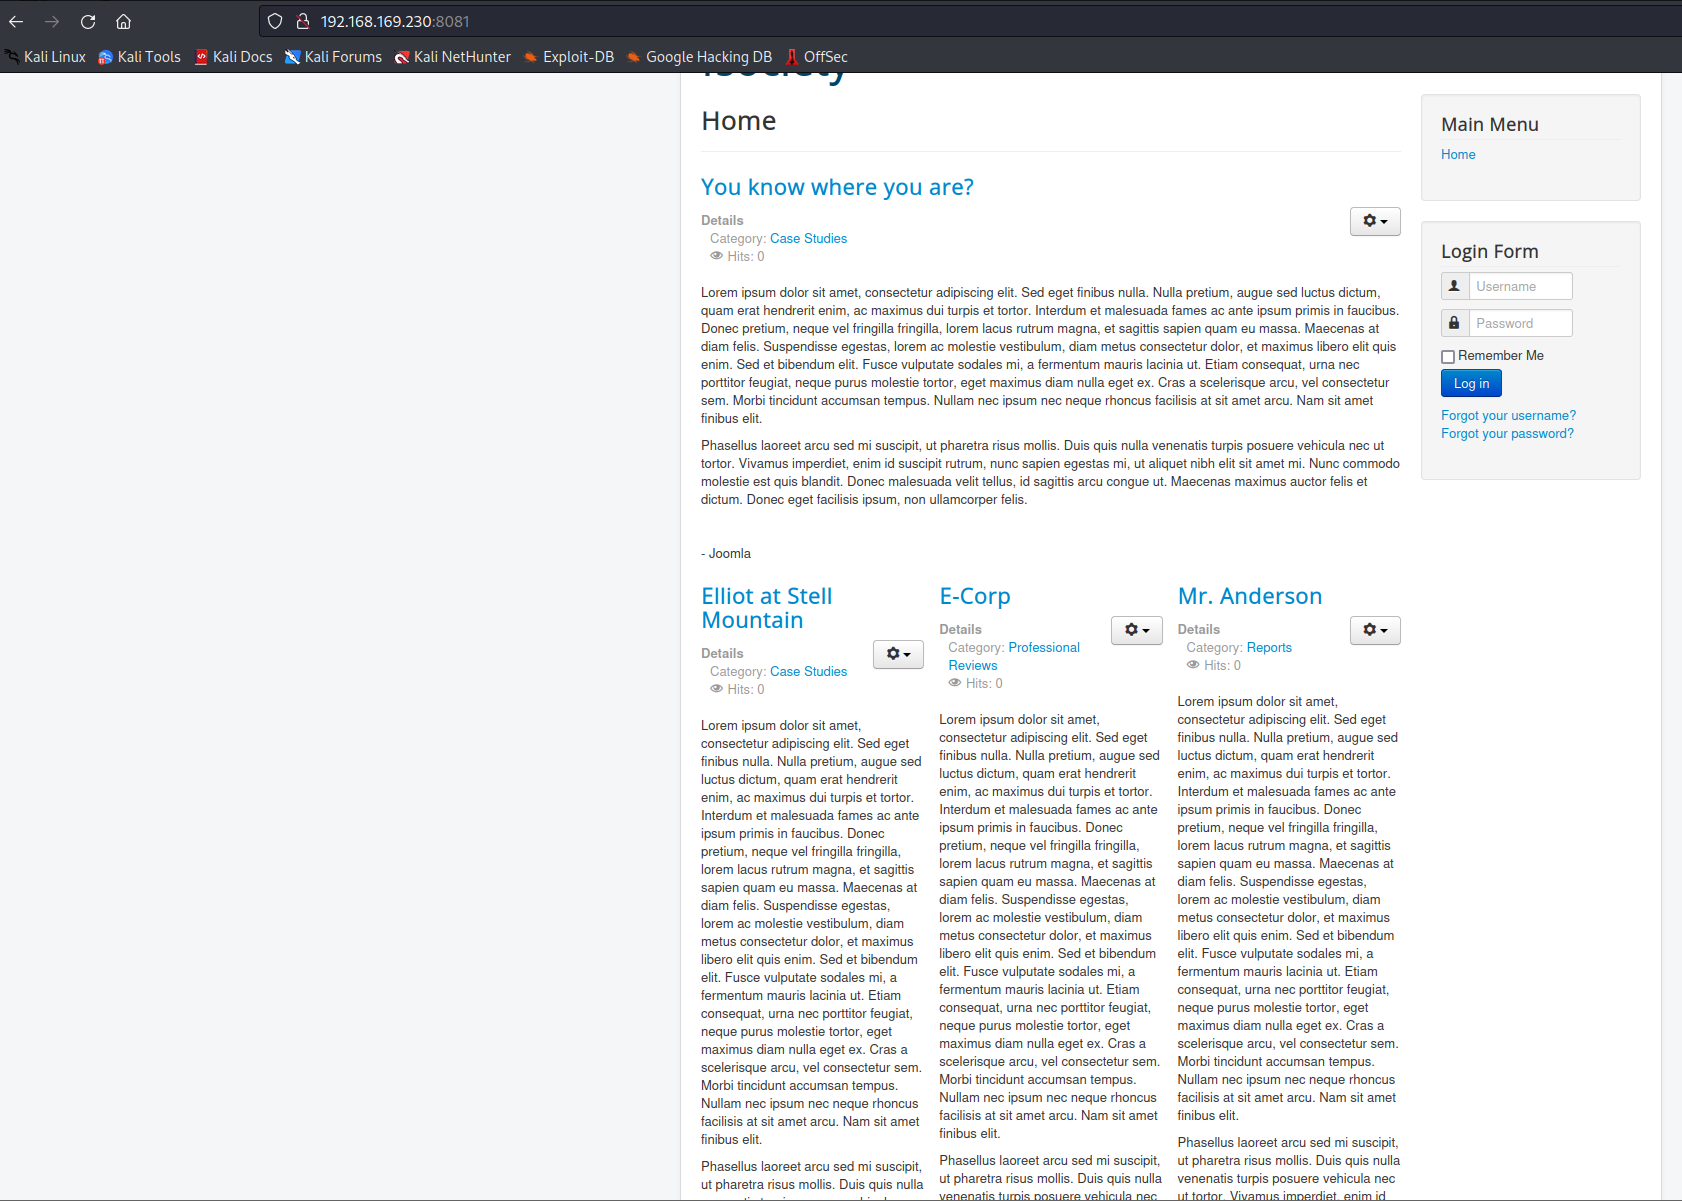 192.168.169.230:8081
Kali Linux Kali Tools Kali Docs Kali Forums Kali NetHunter Exploit-DB Google Hacking DB OffSec
Home
You know where you are?
Details
Category: Case Studies
Hits: 0
Lorem ipsum dolor sit amet, consectetur adipiscing elit. Sed eget finibus nulla. Nulla pretium, augue sed luctus dictum,
quam erat hendrerit enim, ac maximus dui turpis et tortor. Interdum et malesuada fames ac ante ipsum primis in faucibus.
Donec pretium, neque vel fringilla fringilla, lorem lacus rutrum magna, et sagittis sapien quam eu massa. Maecenas at
diam felis. Suspendisse egestas, lorem ac molestie vestibulum, diam metus consectetur dolor, et maximus libero elit quis
enim. Sed et bibendum elit. Fusce vulputate sodales mi, a fermentum mauris lacinia ut. Etiam consequat, urna nec
porttitor feugiat, neque purus molestie tortor, eget maximus diam nulla eget ex. Cras a scelerisque arcu, vel consectetur
sem. Morbi tincidunt accumsan tempus. Nullam nec ipsum nec neque rhoncus facilisis at sit amet arcu. Nam sit amet
finibus elit.
Phasellus laoreet arcu sed mi suscipit, ut pharetra risus mollis. Duis quis nulla venenatis turpis posuere vehicula nec ut
tortor. Vivamus imperdiet, enim id suscipit rutrum, nunc sapien egestas mi, ut aliquet nibh elit sit amet mi. Nunc commodo
molestie est quis blandit. Donec malesuada velit tellus, id sagittis arcu congue ut. Maecenas maximus auctor felis et
dictum. Donec eget facilisis ipsum, non ullamcorper felis.
- Joomla
Elliot at Stell
Mountain
Details
Category: Case Studies
Hits: 0
Lorem ipsum dolor sit amet,
consectetur adipiscing elit. Sed eget
finibus nulla. Nulla pretium, augue sed
luctus dictum, quam erat hendrerit
enim, ac maximus dui turpis et tortor.
Interdum et malesuada fames ac ante
ipsum primis in faucibus. Donec
pretium, neque vel fringilla fringilla,
lorem lacus rutrum magna, et sagittis
sapien quam eu massa. Maecenas at
diam felis. Suspendisse egestas,
lorem ac molestie vestibulum, diam
metus consectetur dolor, et maximus
libero elit quis enim. Sed et bibendum
elit. Fusce vulputate sodales mi, a
fermentum mauris lacinia ut. Etiam
consequat, urna nec porttitor feugiat,
neque purus molestie tortor, eget
maximus diam nulla eget ex. Cras a
scelerisque arcu, vel consectetur sem.
Morbi tincidunt accumsan tempus.
Nullam nec ipsum nec neque rhoncus
facilisis at sit amet arcu. Nam sit amet
finibus elit.
Phasellus laoreet arcu sed mi suscipit,
ut pharetra risus mollis. Duis quis nulla
E-Corp
Details
Category: Professional
Reviews
Hits: 0
Lorem ipsum dolor sit amet,
consectetur adipiscing elit. Sed eget
finibus nulla. Nulla pretium, augue sed
luctus dictum, quam erat hendrerit
enim, ac maximus dui turpis et tortor.
Interdum et malesuada fames ac ante
ipsum primis in faucibus. Donec
pretium, neque vel fringilla fringilla,
lorem lacus rutrum magna, et sagittis
sapien quam eu massa. Maecenas at
diam felis. Suspendisse egestas,
lorem ac molestie vestibulum, diam
metus consectetur dolor, et maximus
libero elit quis enim. Sed et bibendum
elit. Fusce vulputate sodales mi, a
fermentum mauris lacinia ut. Etiam
consequat, urna nec porttitor feugiat,
neque purus molestie tortor, eget
maximus diam nulla eget ex. Cras a
scelerisque arcu, vel consectetur sem.
Morbi tincidunt accumsan tempus.
Nullam nec ipsum nec neque rhoncus
facilisis at sit amet arcu. Nam sit amet
finibus elit.
Phasellus laoreet arcu sed mi suscipit,
ut pharetra risus mollis. Duis quis nulla
venenatis turpis posuere vehicula nec
Mr. Anderson
Details
Category: Reports
Hits: 0
Lorem ipsum dolor sit amet,
consectetur adipiscing elit. Sed eget
finibus nulla. Nulla pretium, augue sed
luctus dictum, quam erat hendrerit
enim, ac maximus dui turpis et tortor.
Interdum et malesuada fames ac ante
ipsum primis in faucibus. Donec
pretium, neque vel fringilla fringilla,
lorem lacus rutrum magna, et sagittis
sapien quam eu massa. Maecenas at
diam felis. Suspendisse egestas,
lorem ac molestie vestibulum, diam
metus consectetur dolor, et maximus
libero elit quis enim. Sed et bibendum
elit. Fusce vulputate sodales mi, a
fermentum mauris lacinia ut. Etiam
consequat, urna nec porttitor feugiat,
neque purus molestie tortor, eget
maximus diam nulla eget ex. Cras a
scelerisque arcu, vel consectetur sem.
Morbi tincidunt accumsan tempus.
Nullam nec ipsum nec neque rhoncus
facilisis at sit amet arcu. Nam sit amet
finibus elit.
Phasellus laoreet arcu sed mi suscipit,
ut pharetra risus mollis. Duis quis nulla
venenatis turpis posuere vehicula nec
ut tortor. Vivamus imperdiet, enim id
Main Menu
Home
Login Form
Username
Password
Remember Me
Log in
Forgot your username?
Forgot your password?